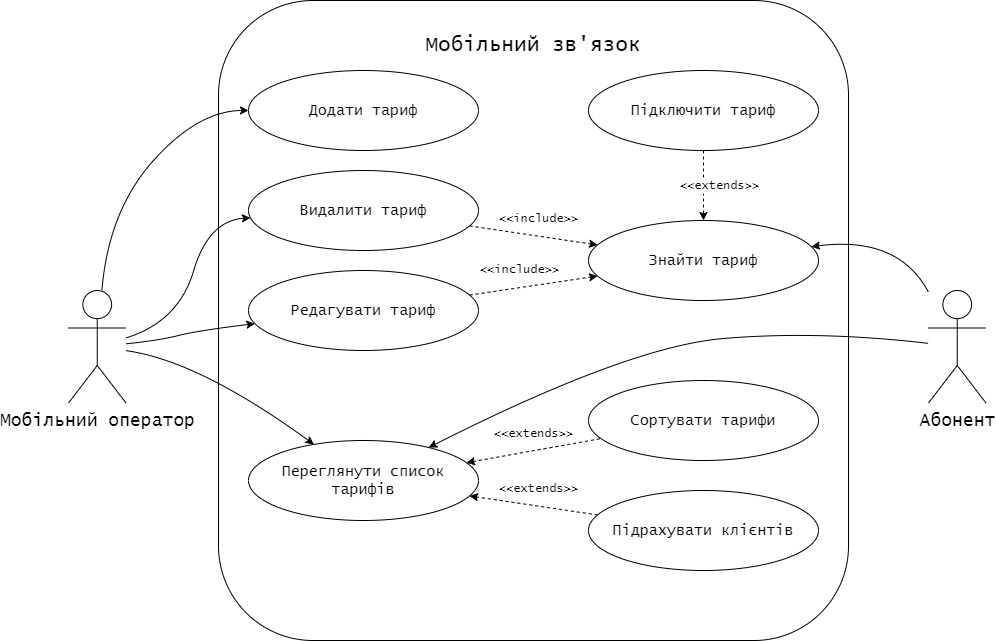 Мобільний зв'язок
Додати тариф
Підключити тариф
<<extends>>
Видалити тариф
<<include>>
Знайти тариф
<<include>>
Редагувати тариф
Мобільний оператор
Абонент
Сортувати тарифи
<<extends>>
Переглянути список
тарифів
<<extends>>
Підрахувати клієнтів